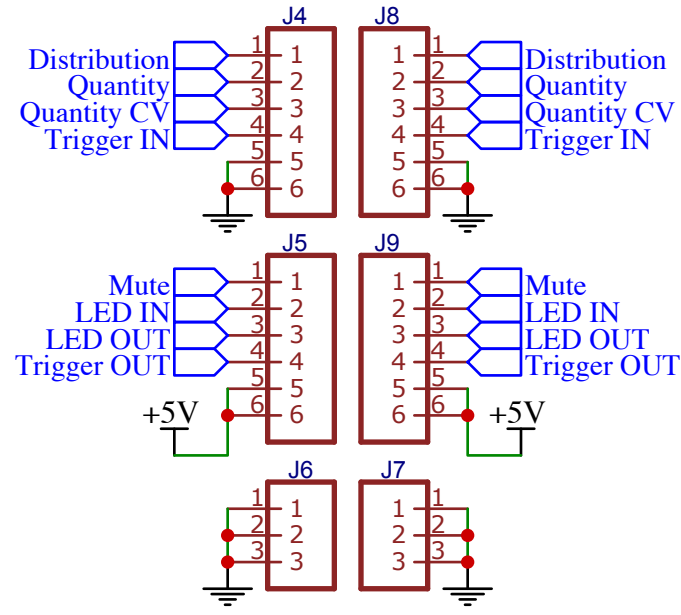 J4 J8
Distribution 1 1 1 1 Distribution
Quantity 2 2 2 2 Quantity
Quantity CV 3 3 3 3 Quantity CV
Trigger IN 4 4 4 4 Trigger IN
5 5 5 5
6 6 6 6
J5 J9
Mute 1 1 1 1 Mute
LED IN 2 2 2 2 LED IN
LED OUT 3 3 3 3 LED OUT
Trigger OUT 4 4 4 4 Trigger OUT
5 5 5 5
+5V 6 6 6 6 +5V
J6 J7
1 1 1 1
2 2 2 2
3 3 3 3